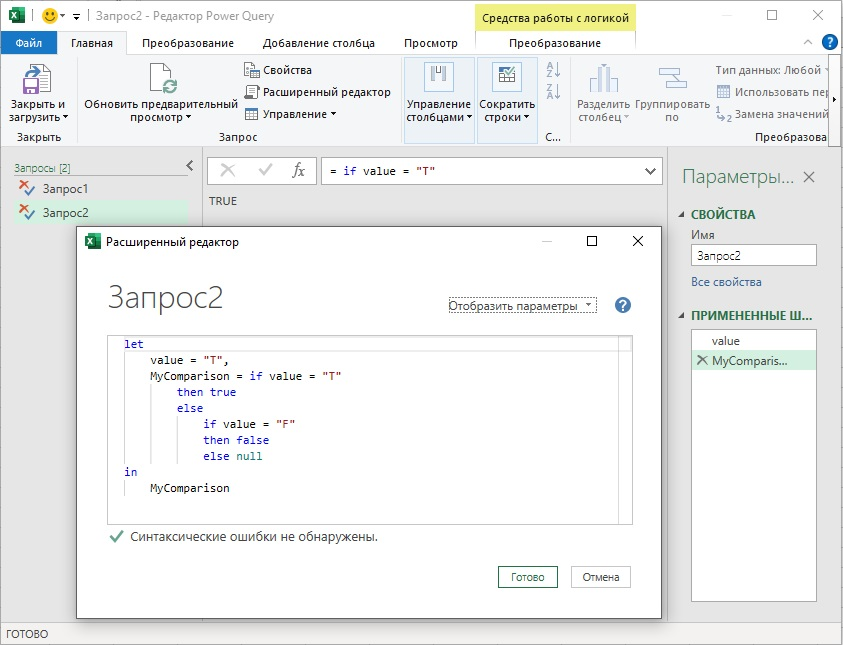 Запрос2 - Редактор Power Query
Средства работы с логикой
Файл
Главная
Преобразование
Добавление столбца
Просмотр
Преобразование
Закрыть и
загрузить
Закрыть
Обновить предварительный
просмотр
Свойства
Расширенный редактор
Управление
Запрос
Управление
столбцами
Сократить
строки
С...
Разделить
столбец
Группировать
по
Тип данных: Любой
Использовать пе
Замена значений
Преобразова
Запросы [2]
Запрос1
Запрос2
fx
= if value = "T"
TRUE
Параметры...
СВОЙСТВА
Имя
Запрос2
Все свойства
ПРИМЕНЕННЫЕ Ш...
value
MyComparis...
Расширенный редактор
Запрос2
Отобразить параметры
let
value = "T",
MyComparison = if value = "T"
then true
else
if value = "F"
then false
else null
in
MyComparison
Синтаксические ошибки не обнаружены.
Готово
Отмена
ГОТОВО